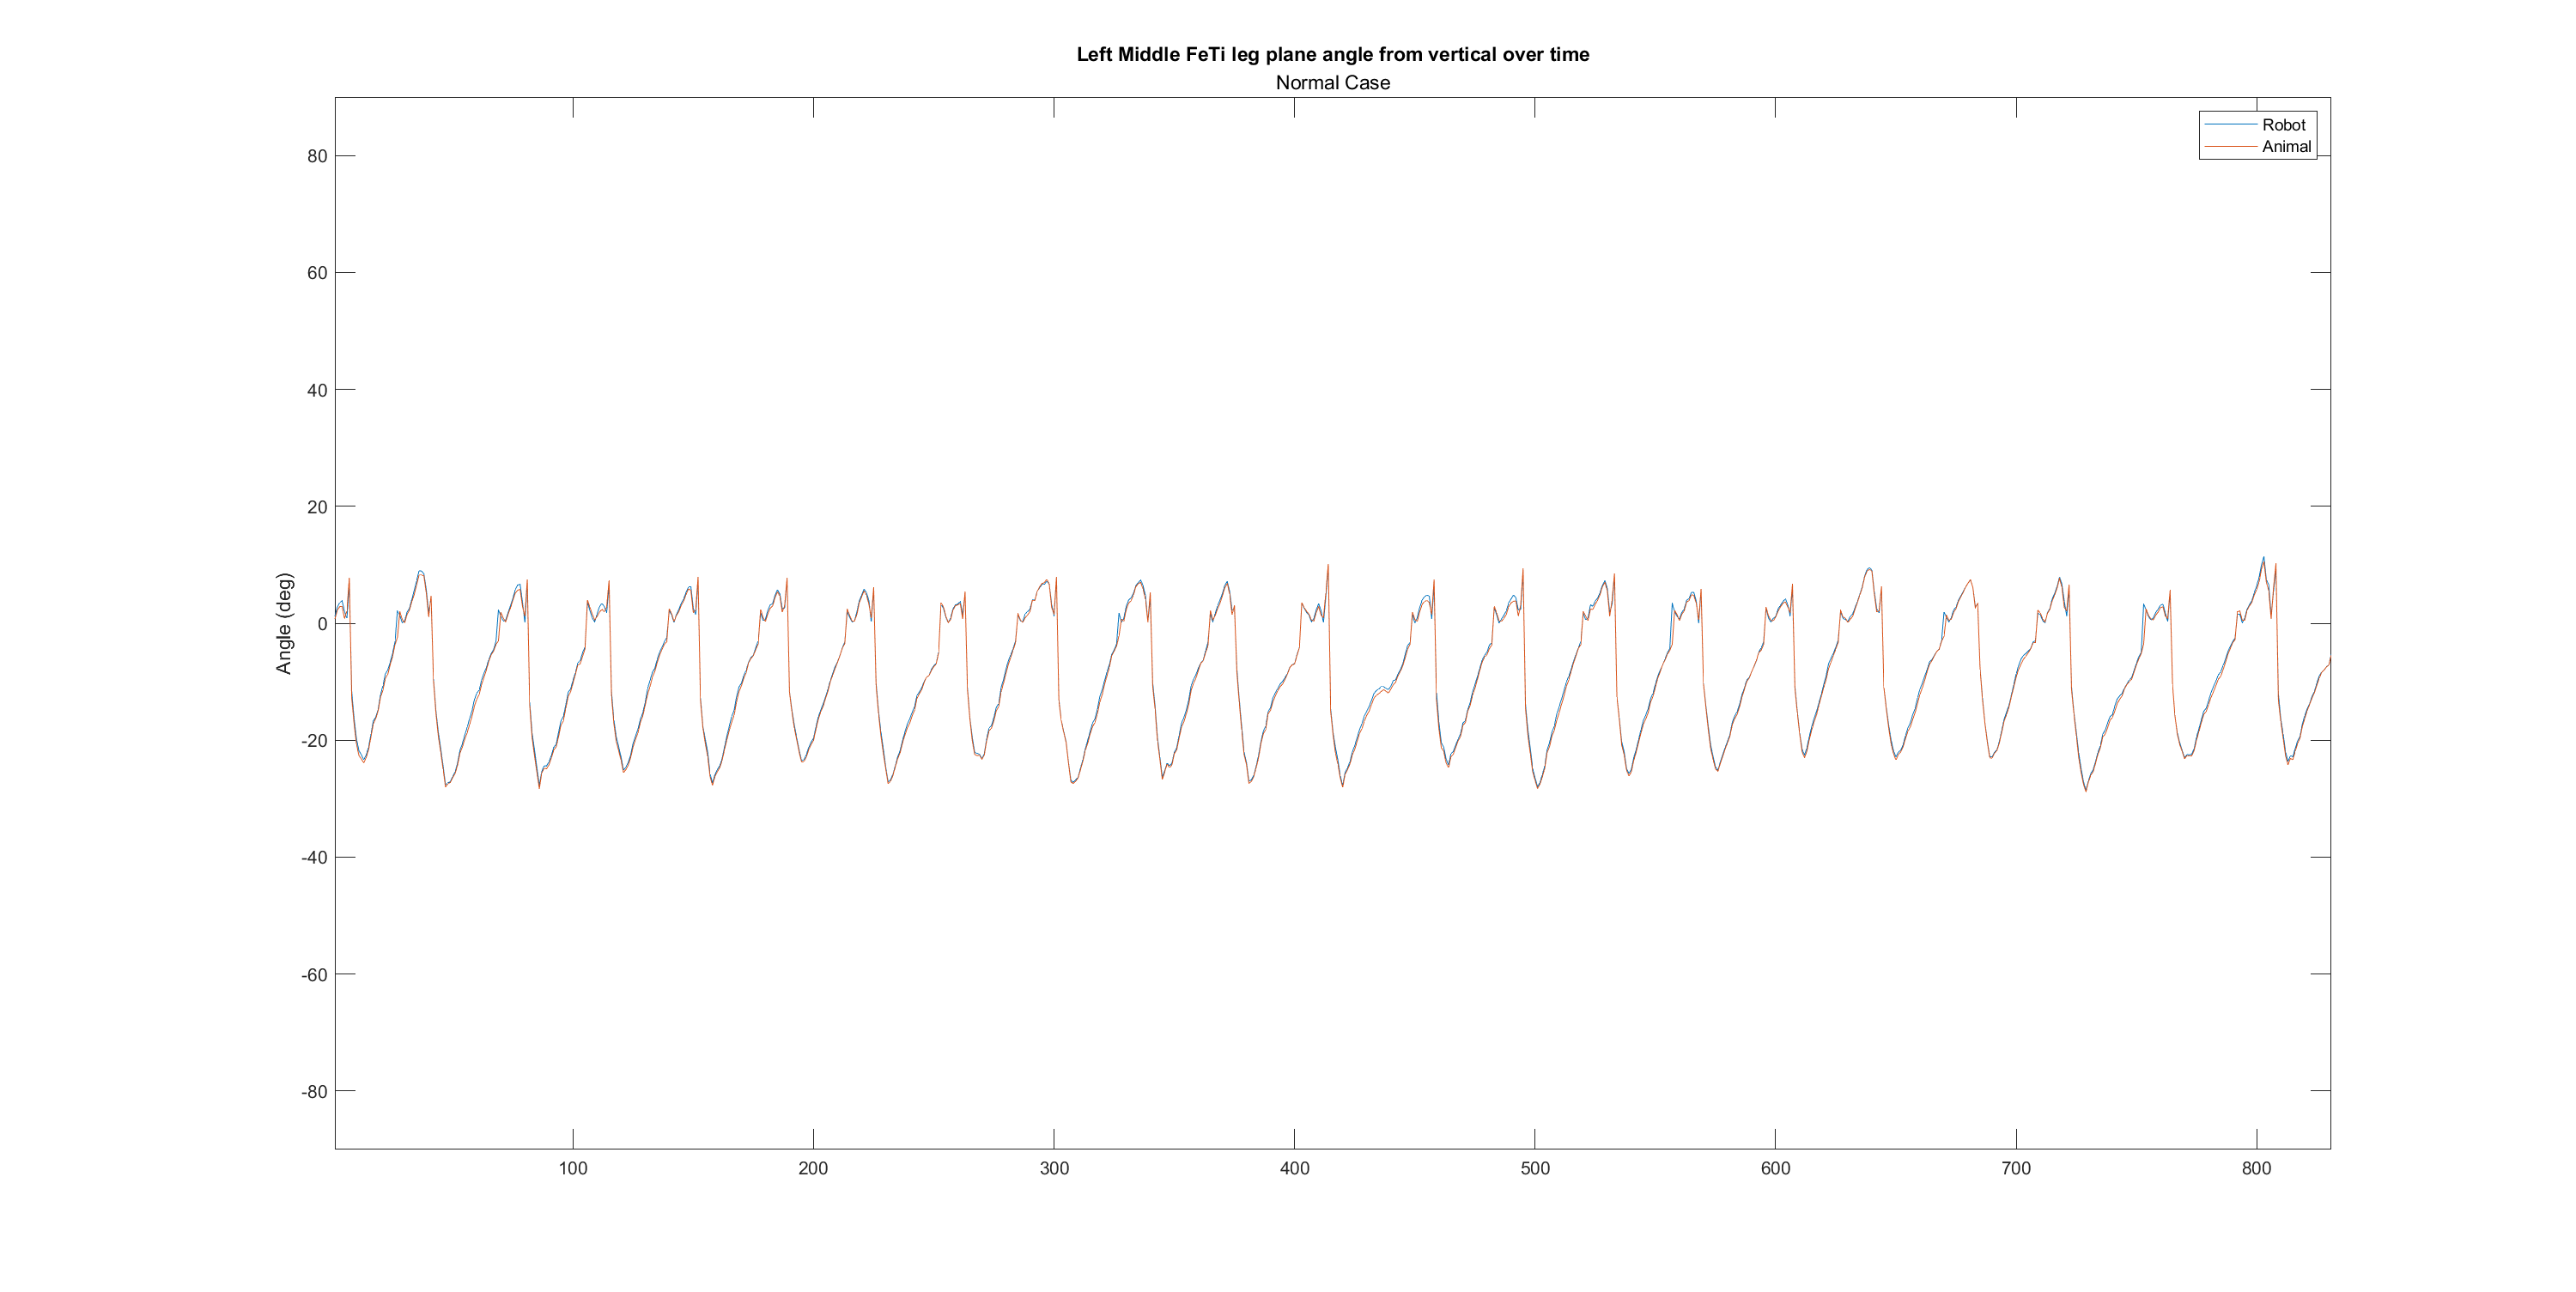 Left Middle FeTi leg plane angle from vertical over time
Normal Case
Robot
Animal
Angle (deg)
80
60
40
20
0
-20
-40
-60
-80
100 200 300 400 500 600 700 800